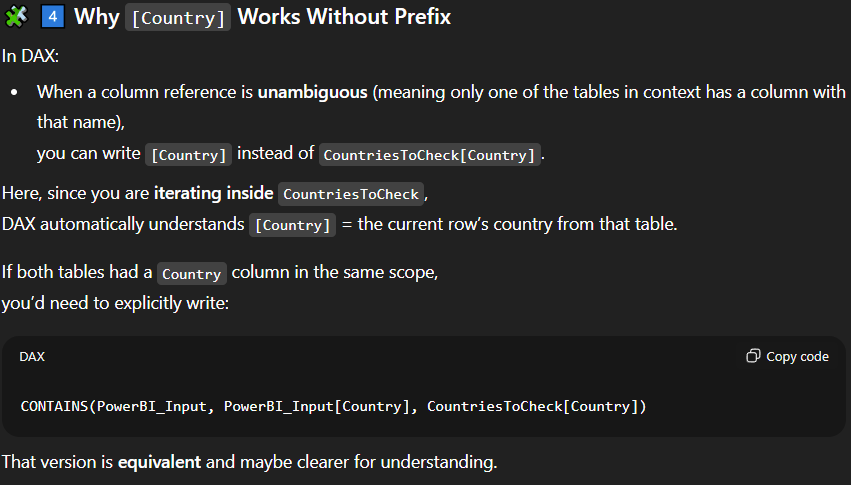 🧩 4️⃣ Why [Country] Works Without Prefix
In DAX:
• When a column reference is unambiguous (meaning only one of the tables in context has a column with
that name),
you can write [Country] instead of CountriesToCheck[Country].
Here, since you are iterating inside CountriesToCheck,
DAX automatically understands [Country] = the current row’s country from that table.
If both tables had a Country column in the same scope,
you’d need to explicitly write:
DAX
Copy code
CONTAINS(PowerBI_Input, PowerBI_Input[Country], CountriesToCheck[Country])
That version is equivalent and maybe clearer for understanding.